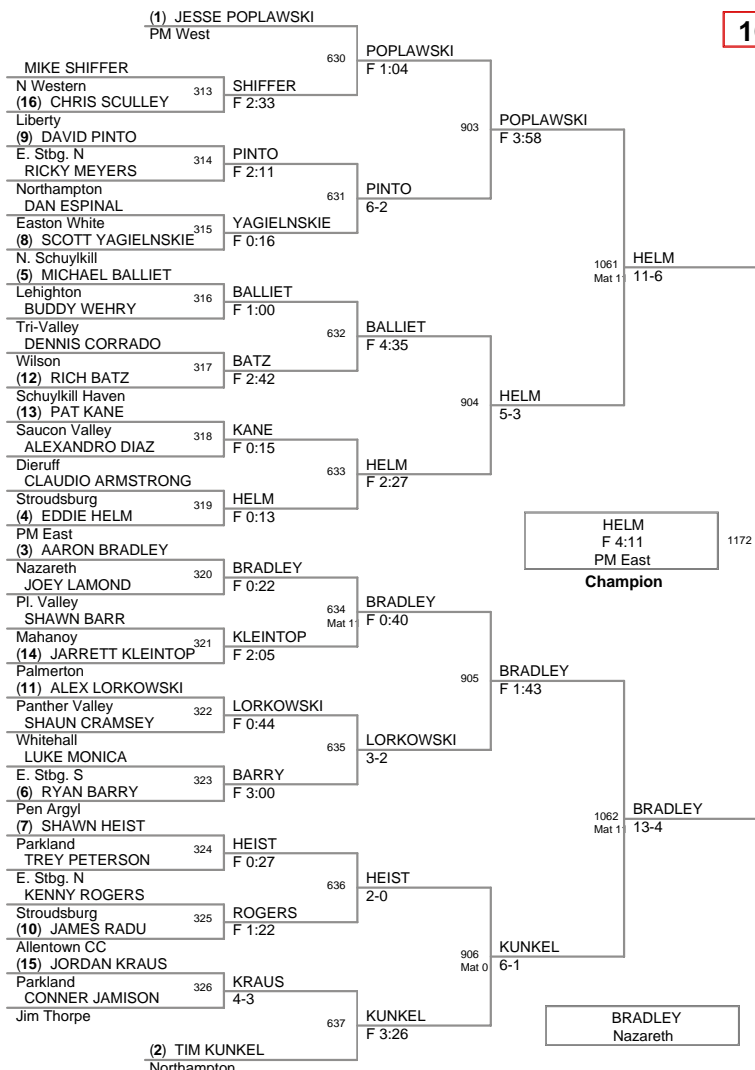 (1) JESSE POPLAWSKI
PM West
630
POPLAWSKI
F 1:04
MIKE SHIFFER
N Western
313
SHIFFER
F 2:33
(16) CHRIS SCULLEY
Liberty
903
POPLAWSKI
F 3:58
(9) DAVID PINTO
E. Stbg. N
314
PINTO
F 2:11
RICKY MEYERS
Northampton
631
PINTO
6-2
DAN ESPINAL
Easton White
315
YAGIELNSKIE
F 0:16
(8) SCOTT YAGIELNSKIE
N. Schuylkill
1061
Mat 11
HELM
11-6
(5) MICHAEL BALLIET
Lehighton
316
BALLIET
F 1:00
BUDDY WEHRY
Tri-Valley
632
BALLIET
F 4:35
DENNIS CORRADO
Wilson
317
BATZ
F 2:42
(12) RICH BATZ
Schuylkill Haven
904
HELM
5-3
(13) PAT KANE
Saucon Valley
318
KANE
F 0:15
ALEXANDRO DIAZ
Dieruff
633
HELM
F 2:27
CLAUDIO ARMSTRONG
Stroudsburg
319
HELM
F 0:13
(4) EDDIE HELM
PM East
HELM
F 4:11
PM East
1172
Champion
(3) AARON BRADLEY
Nazareth
320
BRADLEY
F 0:22
JOEY LAMOND
Pl. Valley
634
Mat 11
BRADLEY
F 0:40
SHAWN BARR
Mahanoy
321
KLEINTOP
F 2:05
(14) JARRETT KLEINTOP
Palmerton
905
BRADLEY
F 1:43
(11) ALEX LORKOWSKI
Panther Valley
322
LORKOWSKI
F 0:44
SHAUN CRAMSEY
Whitehall
635
LORKOWSKI
3-2
LUKE MONICA
E. Stbg. S
323
BARRY
F 3:00
(6) RYAN BARRY
Pen Argyl
1062
Mat 11
BRADLEY
13-4
(7) SHAWN HEIST
Parkland
324
HEIST
F 0:27
TREY PETERSON
E. Stbg. N
636
HEIST
2-0
KENNY ROGERS
Stroudsburg
325
ROGERS
F 1:22
(10) JAMES RADU
Allentown CC
906
Mat 0
KUNKEL
6-1
(15) JORDAN KRAUS
Parkland
326
KRAUS
4-3
CONNER JAMISON
Jim Thorpe
637
KUNKEL
F 3:26
(2) TIM KUNKEL
Northampton
BRADLEY
Nazareth